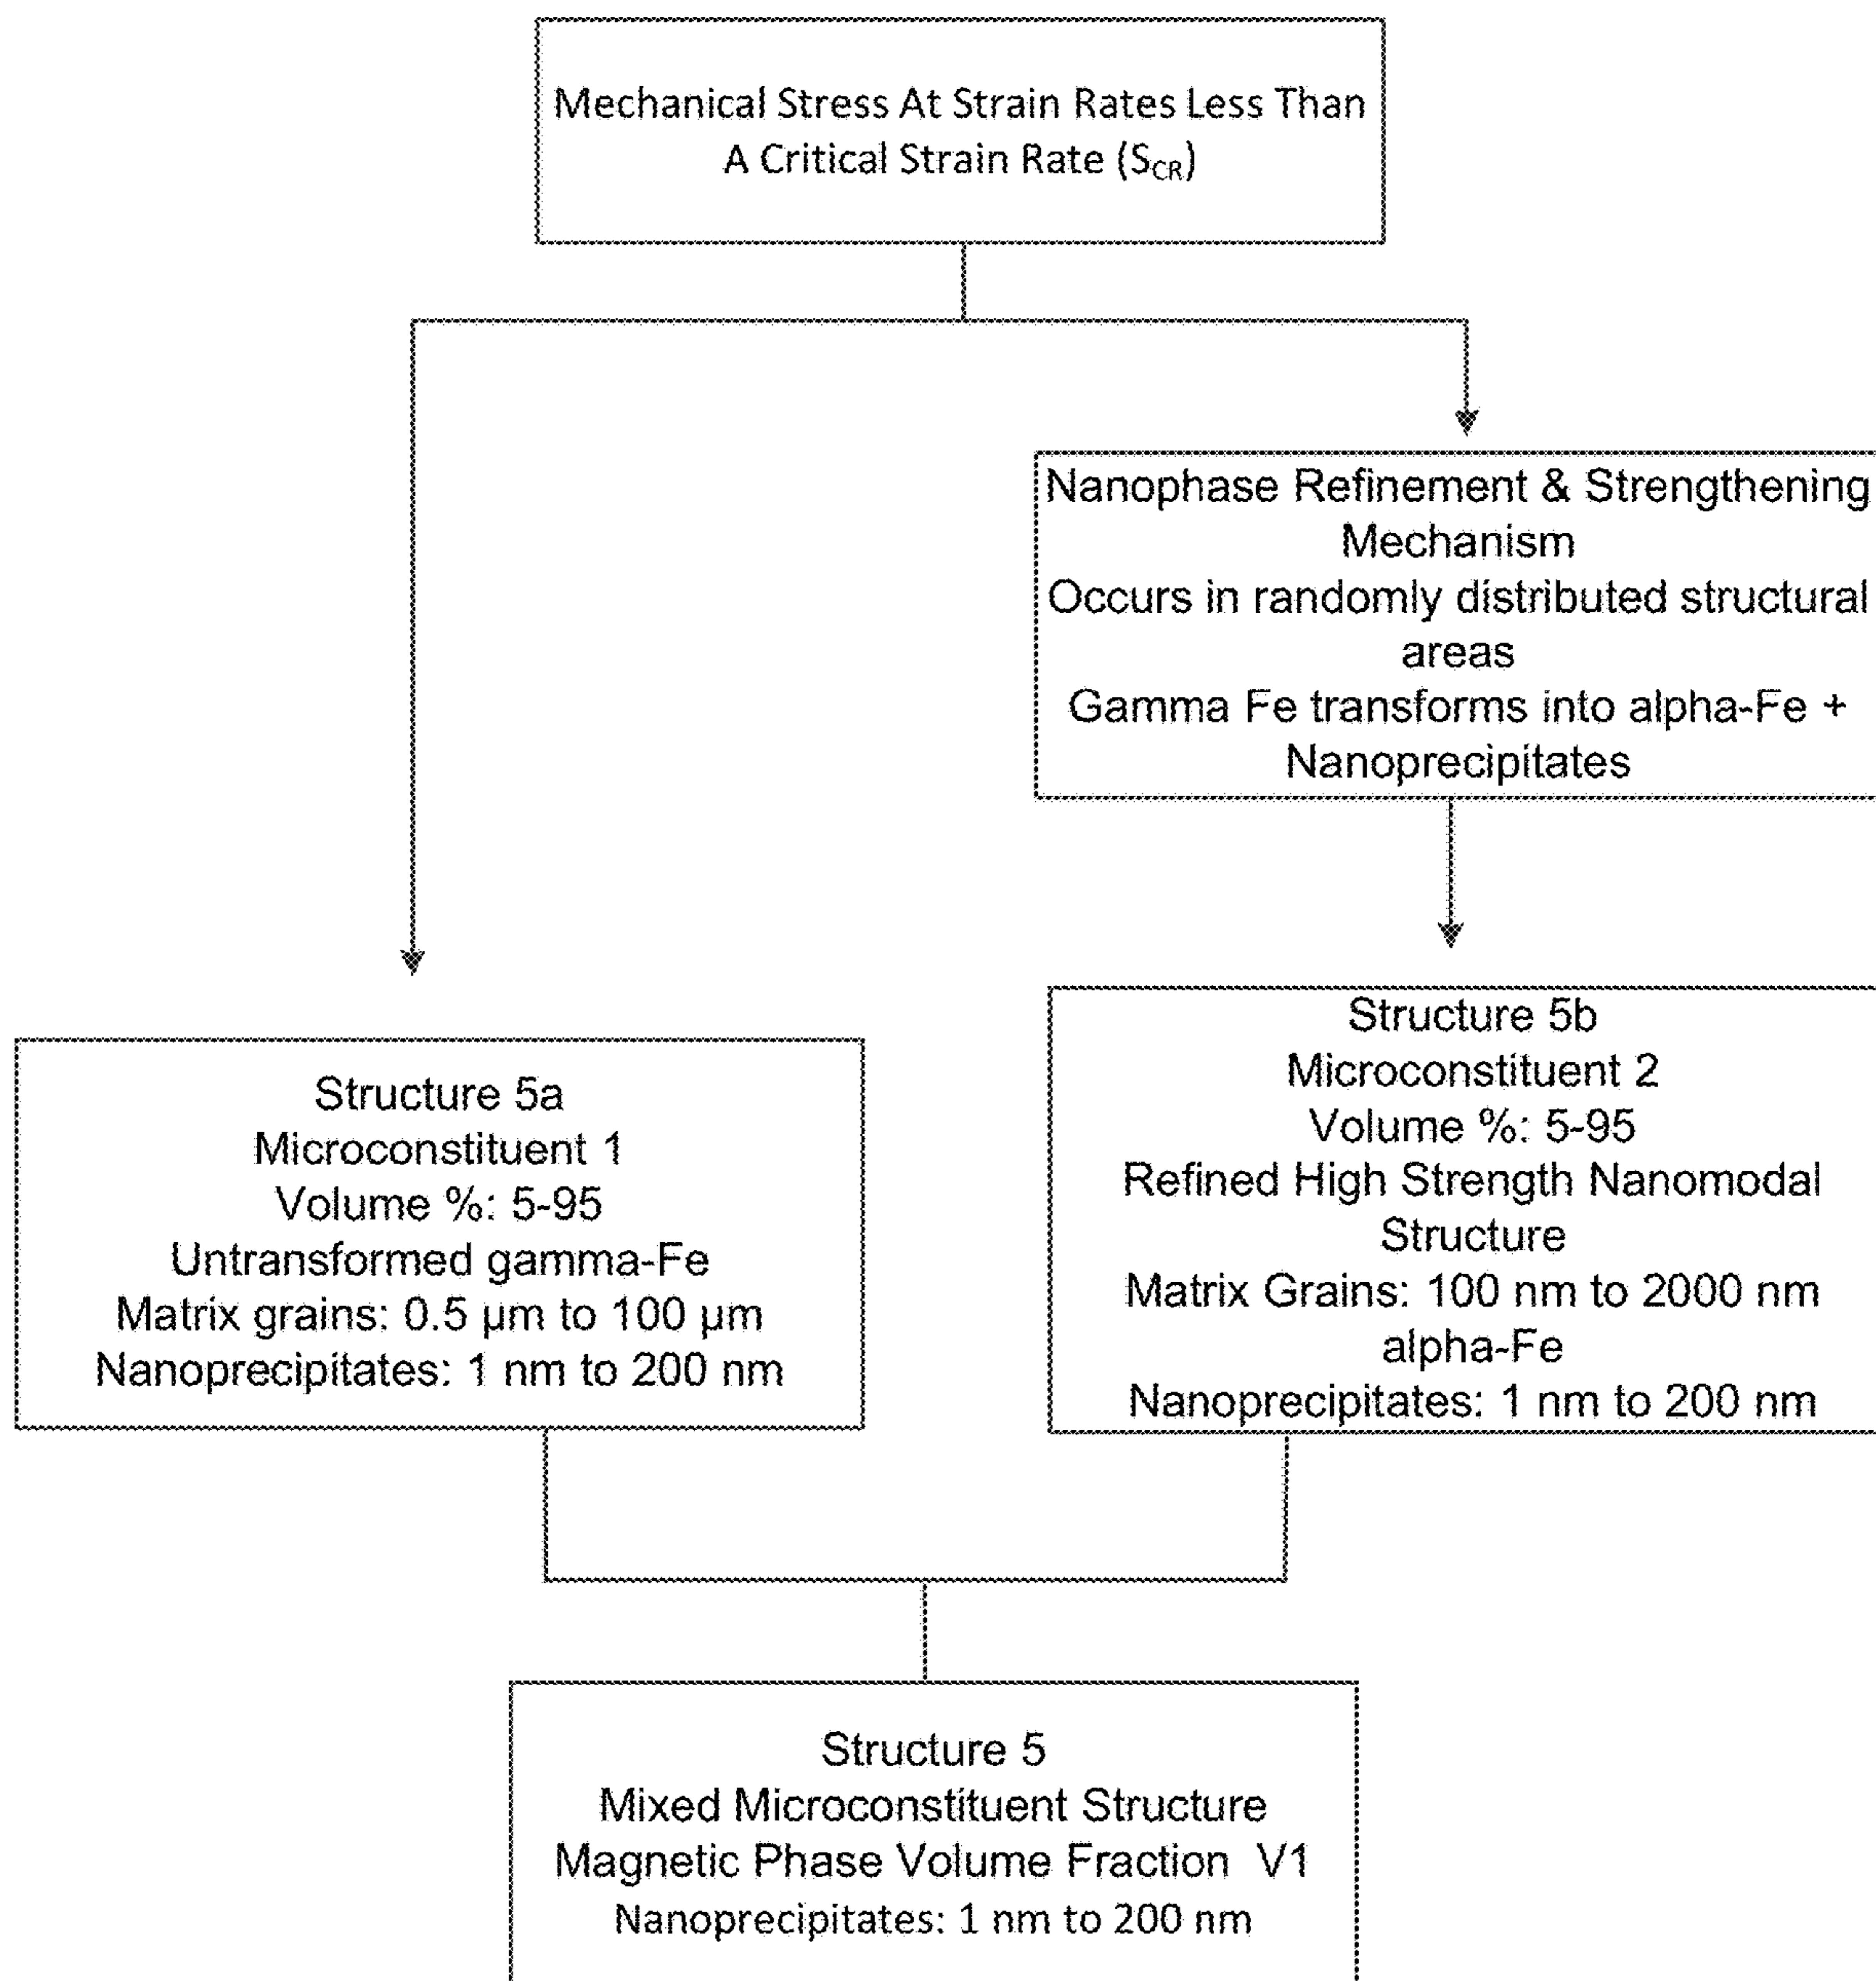 Mechanical Stress At Strain Rates Less Than
A Critical Strain Rate (SCR)
Nanophase Refinement & Strengthening
Mechanism
Occurs in randomly distributed structural
areas
Gamma Fe transforms into alpha-Fe +
Nanoprecipitates
Structure 5a
Microconstituent 1
Volume %: 5-95
Untransformed gamma-Fe
Matrix grains: 0.5 µm to 100 µm
Nanoprecipitates: 1 nm to 200 nm
Structure 5b
Microconstituent 2
Volume %: 5-95
Refined High Strength Nanomodal
Structure
Matrix Grains: 100 nm to 2000 nm
alpha-Fe
Nanoprecipitates: 1 nm to 200 nm
Structure 5
Mixed Microconstituent Structure
Magnetic Phase Volume Fraction V1
Nanoprecipitates: 1 nm to 200 nm